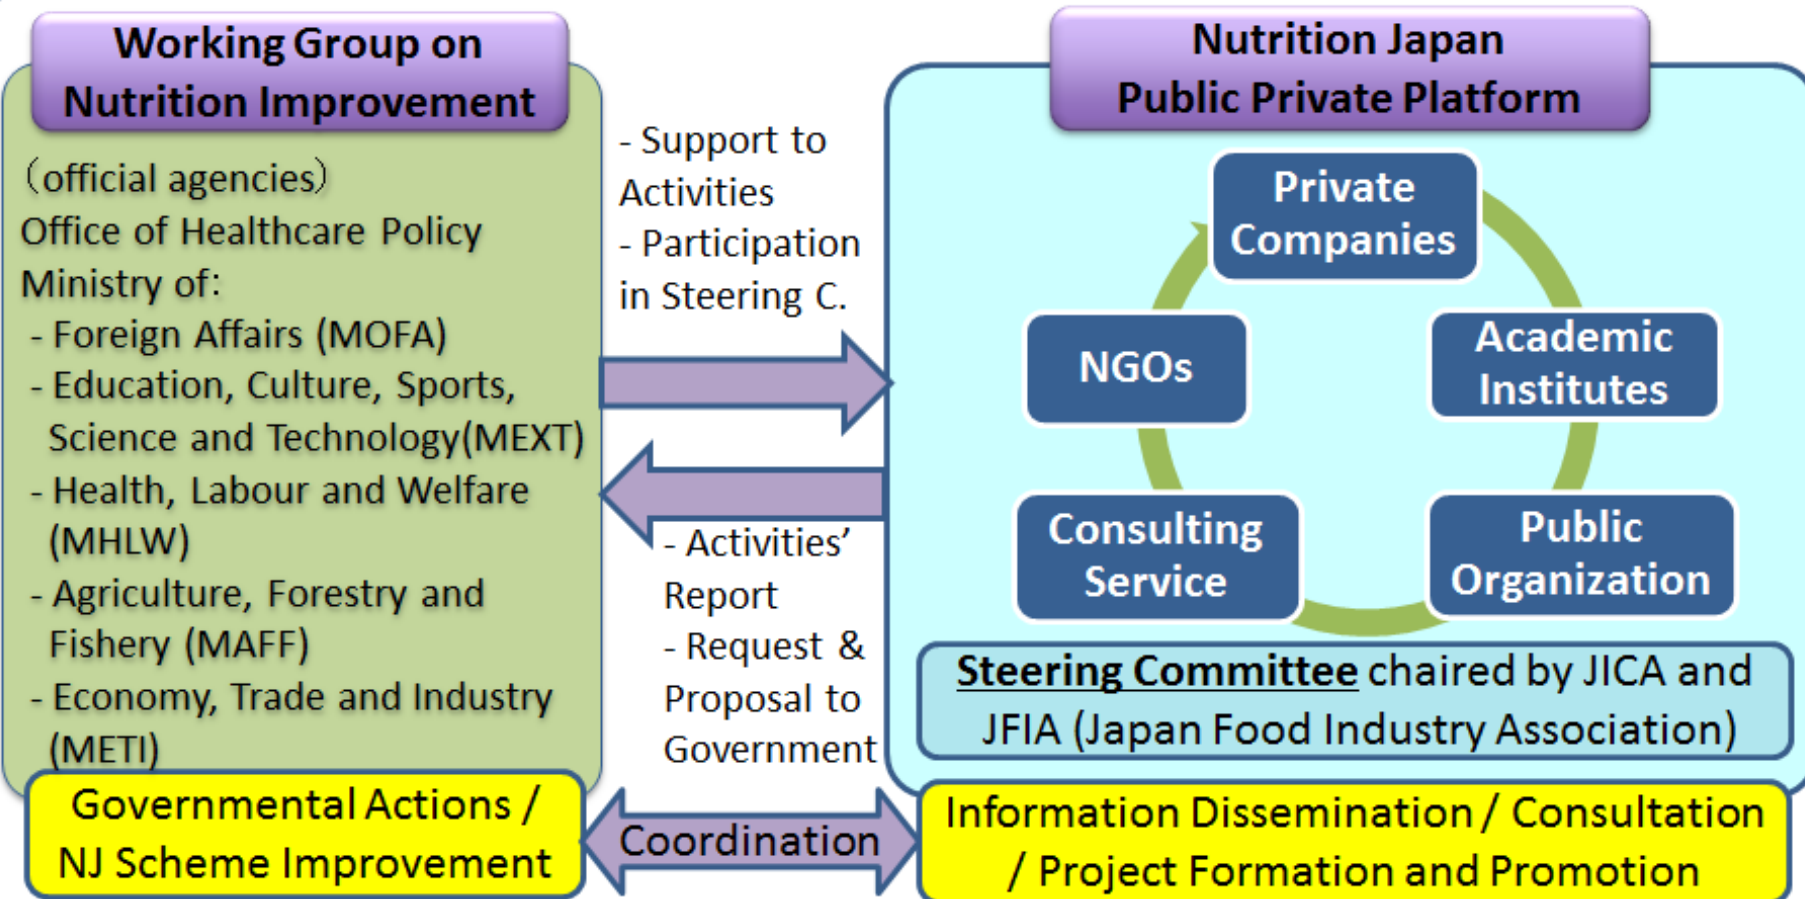 Working Group on
Nutrition Improvement
（official agencies）
Office of Healthcare Policy
Ministry of:
- Foreign Affairs (MOFA)
- Education, Culture, Sports,
Science and Technology(MEXT)
- Health, Labour and Welfare
(MHLW)
- Agriculture, Forestry and
Fishery (MAFF)
- Economy, Trade and Industry
(METI)
Governmental Actions /
NJ Scheme Improvement
- Support to
Activities
- Participation
in Steering C.
- Activities’
Report
- Request &
Proposal to
Government
Coordination
Nutrition Japan
Public Private Platform
Private
Companies
Academic
Institutes
Public
Organization
Consulting
Service
NGOs
Steering Committee chaired by JICA and
JFIA (Japan Food Industry Association)
Information Dissemination / Consultation
/ Project Formation and Promotion